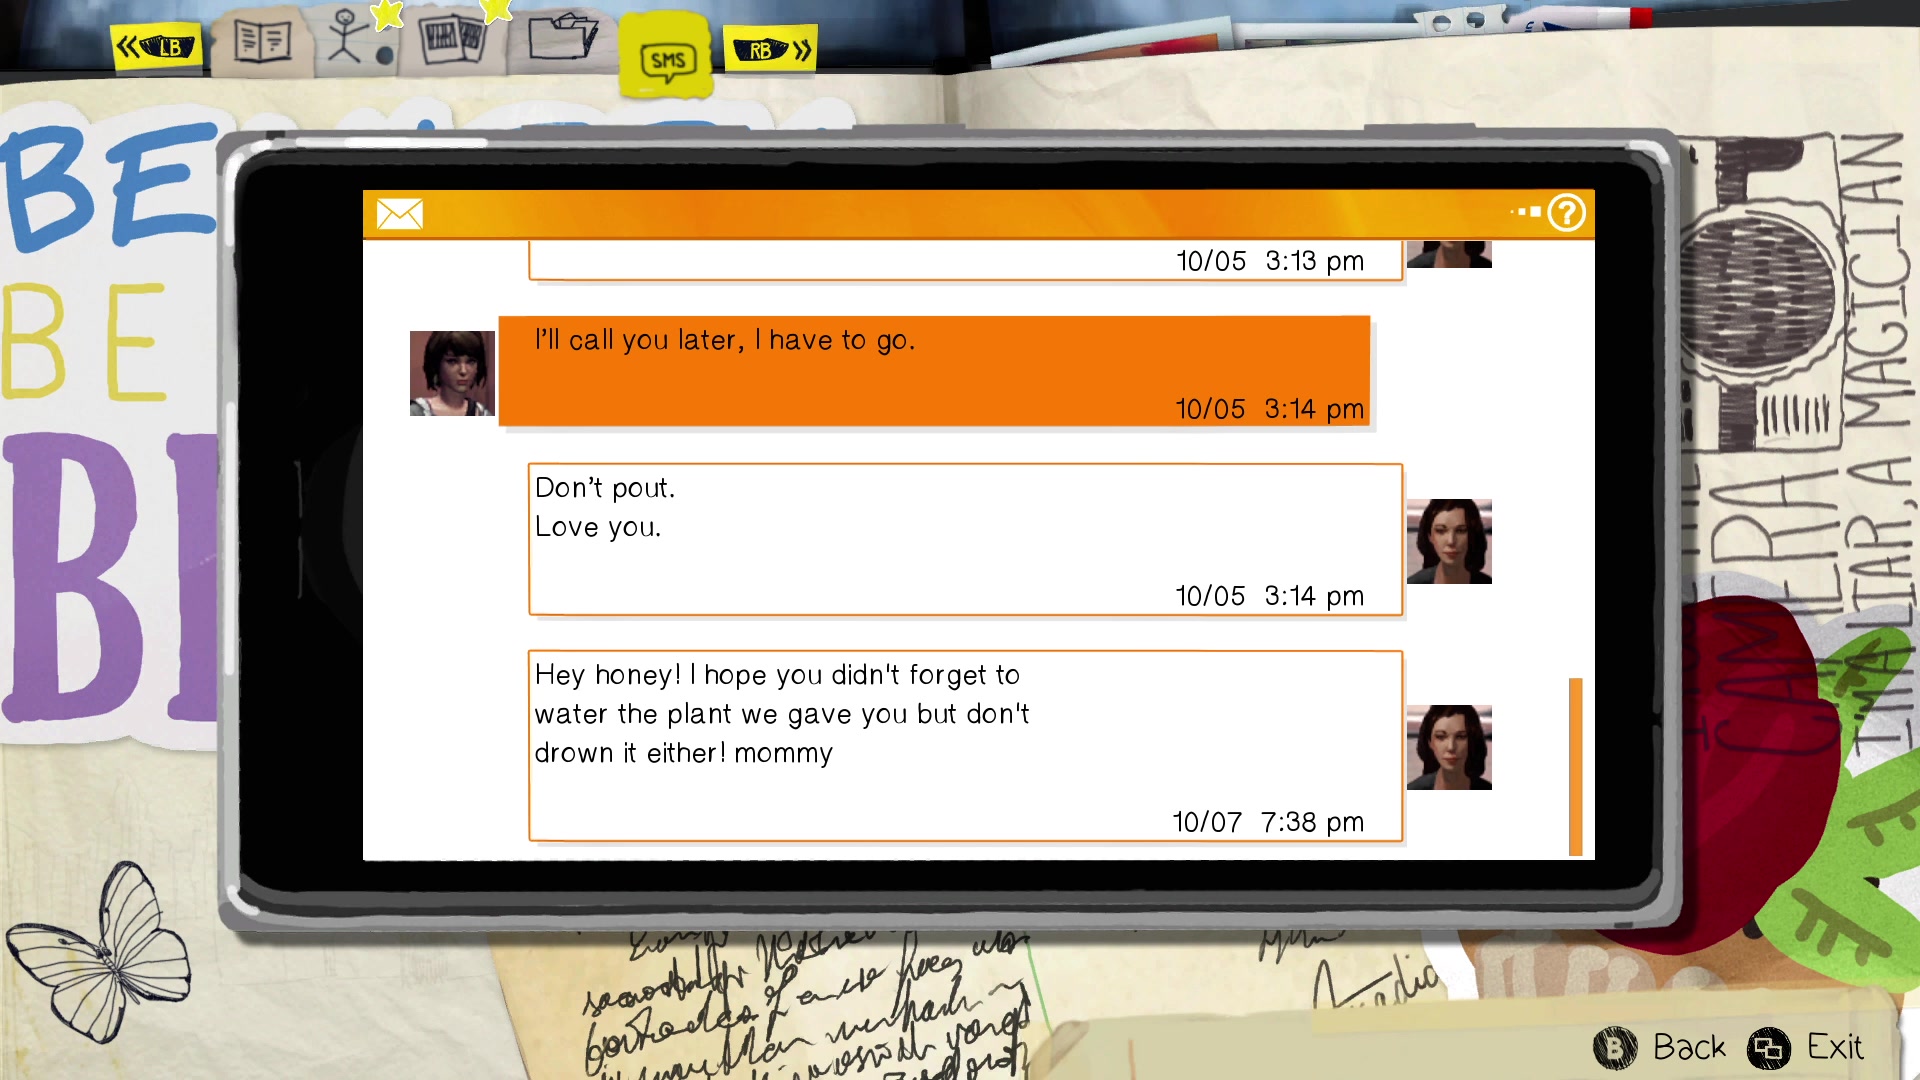 LB
SMS
RB
BE
BE
10/05 3:13 pm
I'll call you later, I have to go.
10/05 3:14 pm
Don't pout.
Love you.
10/05 3:14 pm
Hey honey! I hope you didn't forget to
water the plant we gave you but don't
drown it either! mommy
10/07 7:38 pm
CAMERA
LIAR, A MAGICIAN
B Back
Exit